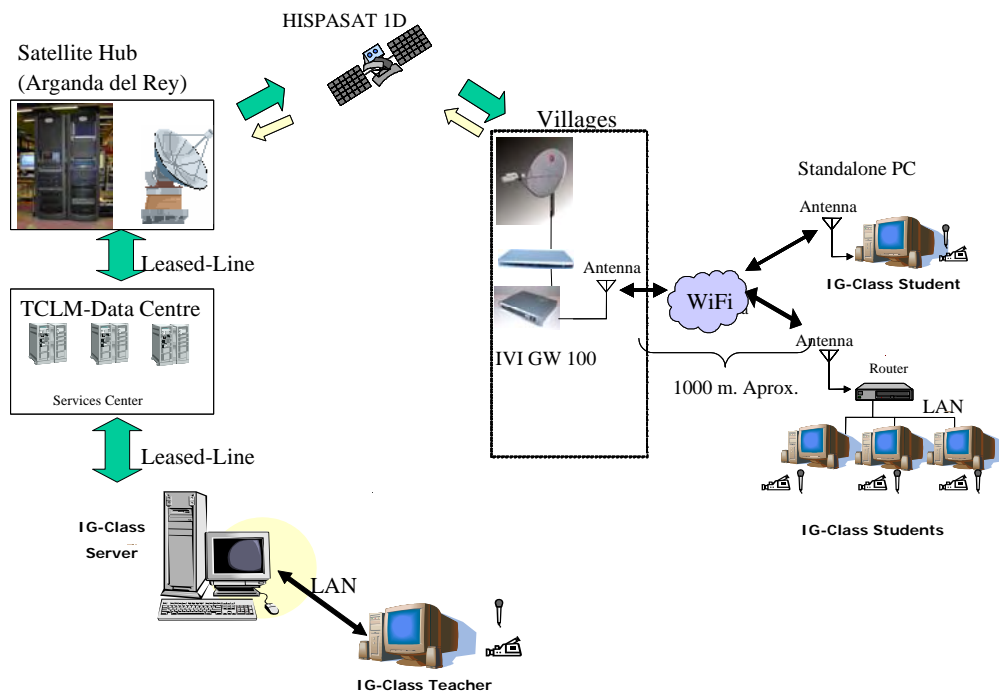 HISPASAT 1D
Satellite Hub
(Arganda del Rey)
Villages
Standalone PC
Antenna
IG-Class Student
Leased-Line
Antenna
WiFi
TCLM-Data Centre
Services Center
IVI GW 100
1000 m. Aprox.
Antenna
Router
LAN
Leased-Line
IG-Class Students
IG-Class
Server
LAN
IG-Class Teacher